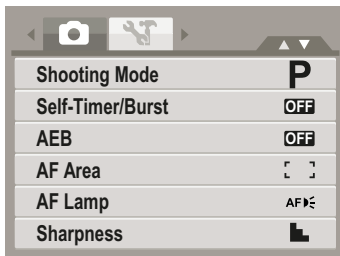 Shooting Mode P
Self-Timer/Burst OFF
AEB OFF
AF Area
AF Lamp AF
Sharpness